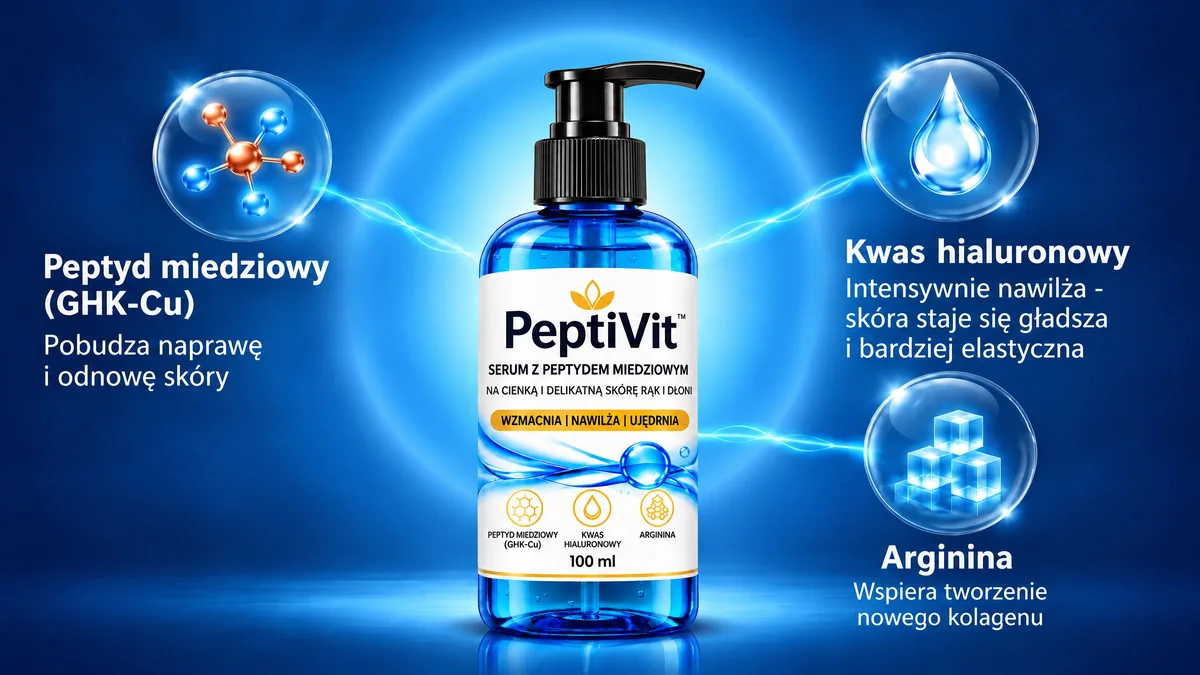 Peptyd miedziowy
(GHK-Cu)
Pobudza naprawę
i odnowę skóry
PeptiVit™
SERUM Z PEPTYDEM MIEDZIOWYM
NA CIENKĄ I DELIKATNĄ SKÓRĘ RĄK I DŁONI
WZMACNIA | NAWILŻA | UJĘDRNIA
PEPTYD MIEDZIOWY
(GHK-Cu)
KWAS
HIALURONOWY
ARGININA
100 ml
Kwas hialuronowy
Intensywnie nawilża -
skóra staje się gładsza
i bardziej elastyczna
Arginina
Wspiera tworzenie
nowego kolagenu